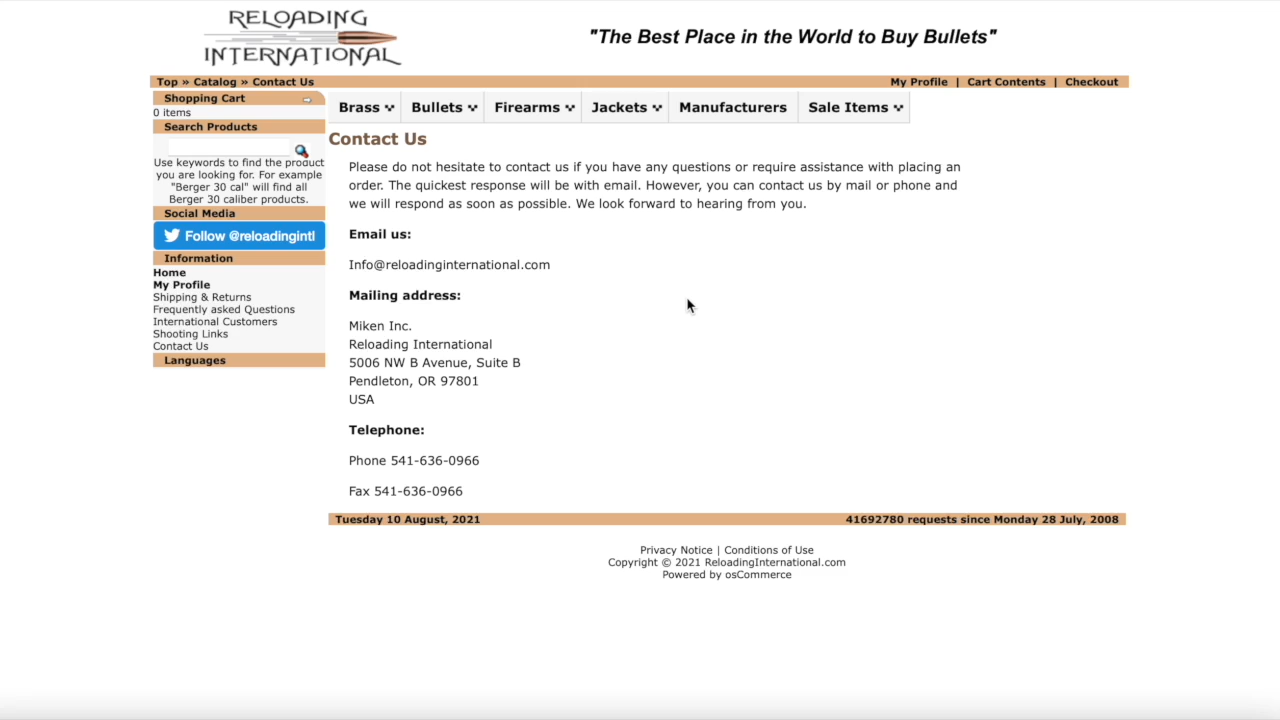 RELOADING
INTERNATIONAL
"The Best Place in the World to Buy Bullets"
Top » Catalog » Contact Us
My Profile | Cart Contents | Checkout
Shopping Cart
0 items
Search Products
Use keywords to find the product
you are looking for. For example
"Berger 30 cal" will find all
Berger 30 caliber products.
Social Media
Follow @reloadingintl
Information
Home
My Profile
Shipping & Returns
Frequently asked Questions
International Customers
Shooting Links
Contact Us
Languages
Brass Bullets Firearms Jackets Manufacturers Sale Items
Contact Us
Please do not hesitate to contact us if you have any questions or require assistance with placing an
order. The quickest response will be with email. However, you can contact us by mail or phone and
we will respond as soon as possible. We look forward to hearing from you.
Email us:
Info@reloadinginternational.com
Mailing address:
Miken Inc.
Reloading International
5006 NW B Avenue, Suite B
Pendleton, OR 97801
USA
Telephone:
Phone 541-636-0966
Fax 541-636-0966
Tuesday 10 August, 2021
41692780 requests since Monday 28 July, 2008
Privacy Notice | Conditions of Use
Copyright © 2021 ReloadingInternational.com
Powered by osCommerce